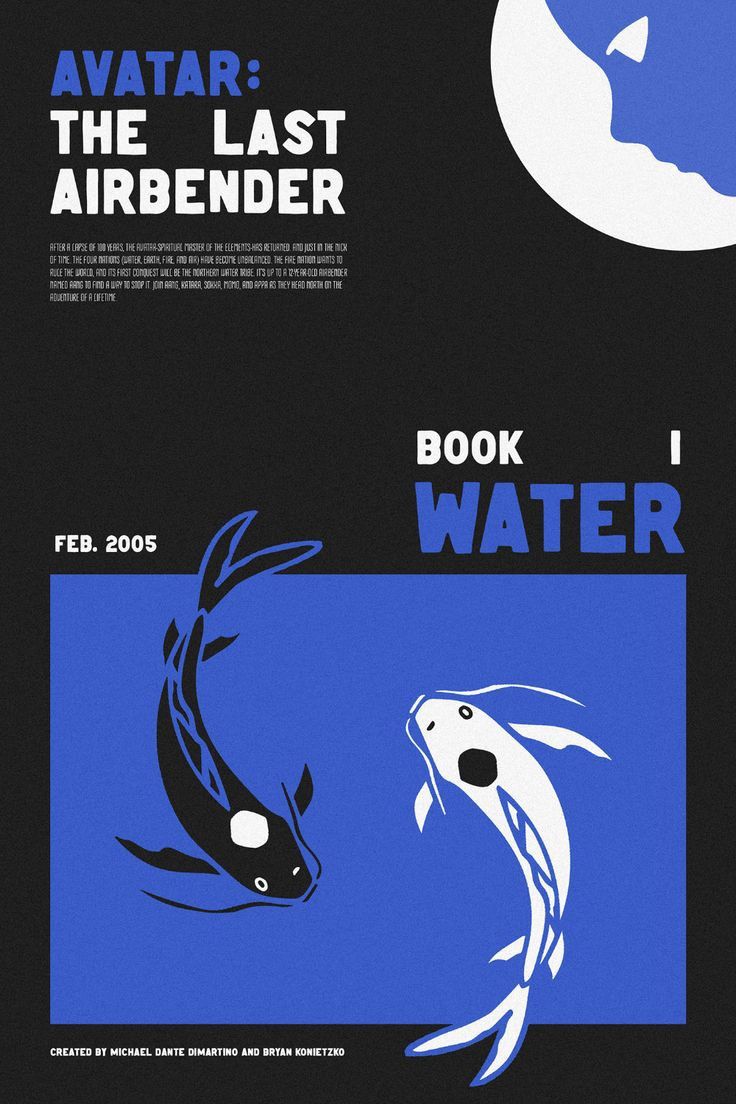 AVATAR:
THE LAST
AIRBENDER
AFTER A LAPSE OF 100 YEARS, THE AVATAR-SPIRITUAL MASTER OF THE ELEMENTS-HAS RETURNED. AND JUST IN THE NICK
OF TIME. THE FOUR NATIONS (WATER, EARTH, FIRE, AND AIR) HAVE BECOME UNBALANCED. THE FIRE NATION WANTS TO
RULE THE WORLD, AND ITS FIRST CONQUEST WILL BE THE NORTHERN WATER TRIBE. IT'S UP TO A 12-YEAR-OLD AIRBENDER
NAMED AANG TO FIND A WAY TO STOP IT. JOIN AANG, KATARA, SOKKA, MOMO, AND APPA AS THEY HEAD NORTH ON THE
ADVENTURE OF A LIFETIME.
BOOK I
WATER
FEB. 2005
CREATED BY MICHAEL DANTE DIMARTINO AND BRYAN KONIETZKO